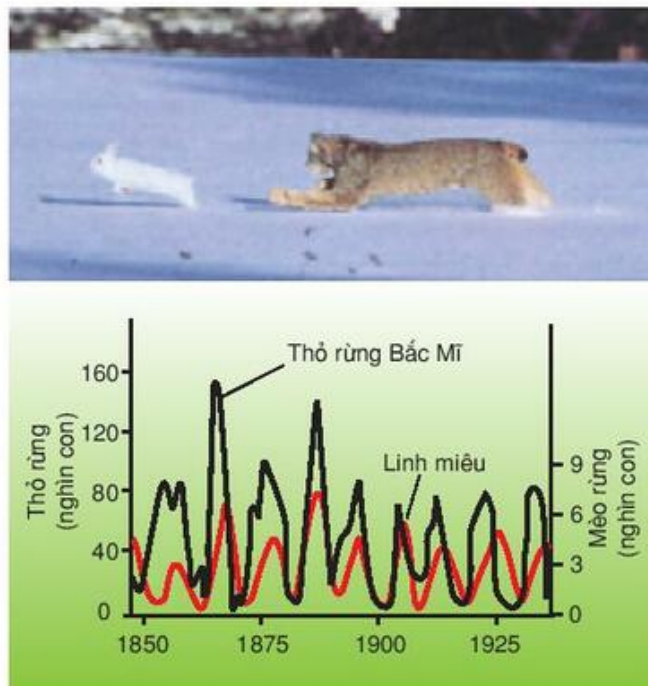 Thỏ rừng Bắc Mĩ
Linh miêu
Thỏ rừng
(nghìn con)
160
120
80
40
0
Mèo rừng
(nghìn con)
9
6
3
0
1850
1875
1900
1925